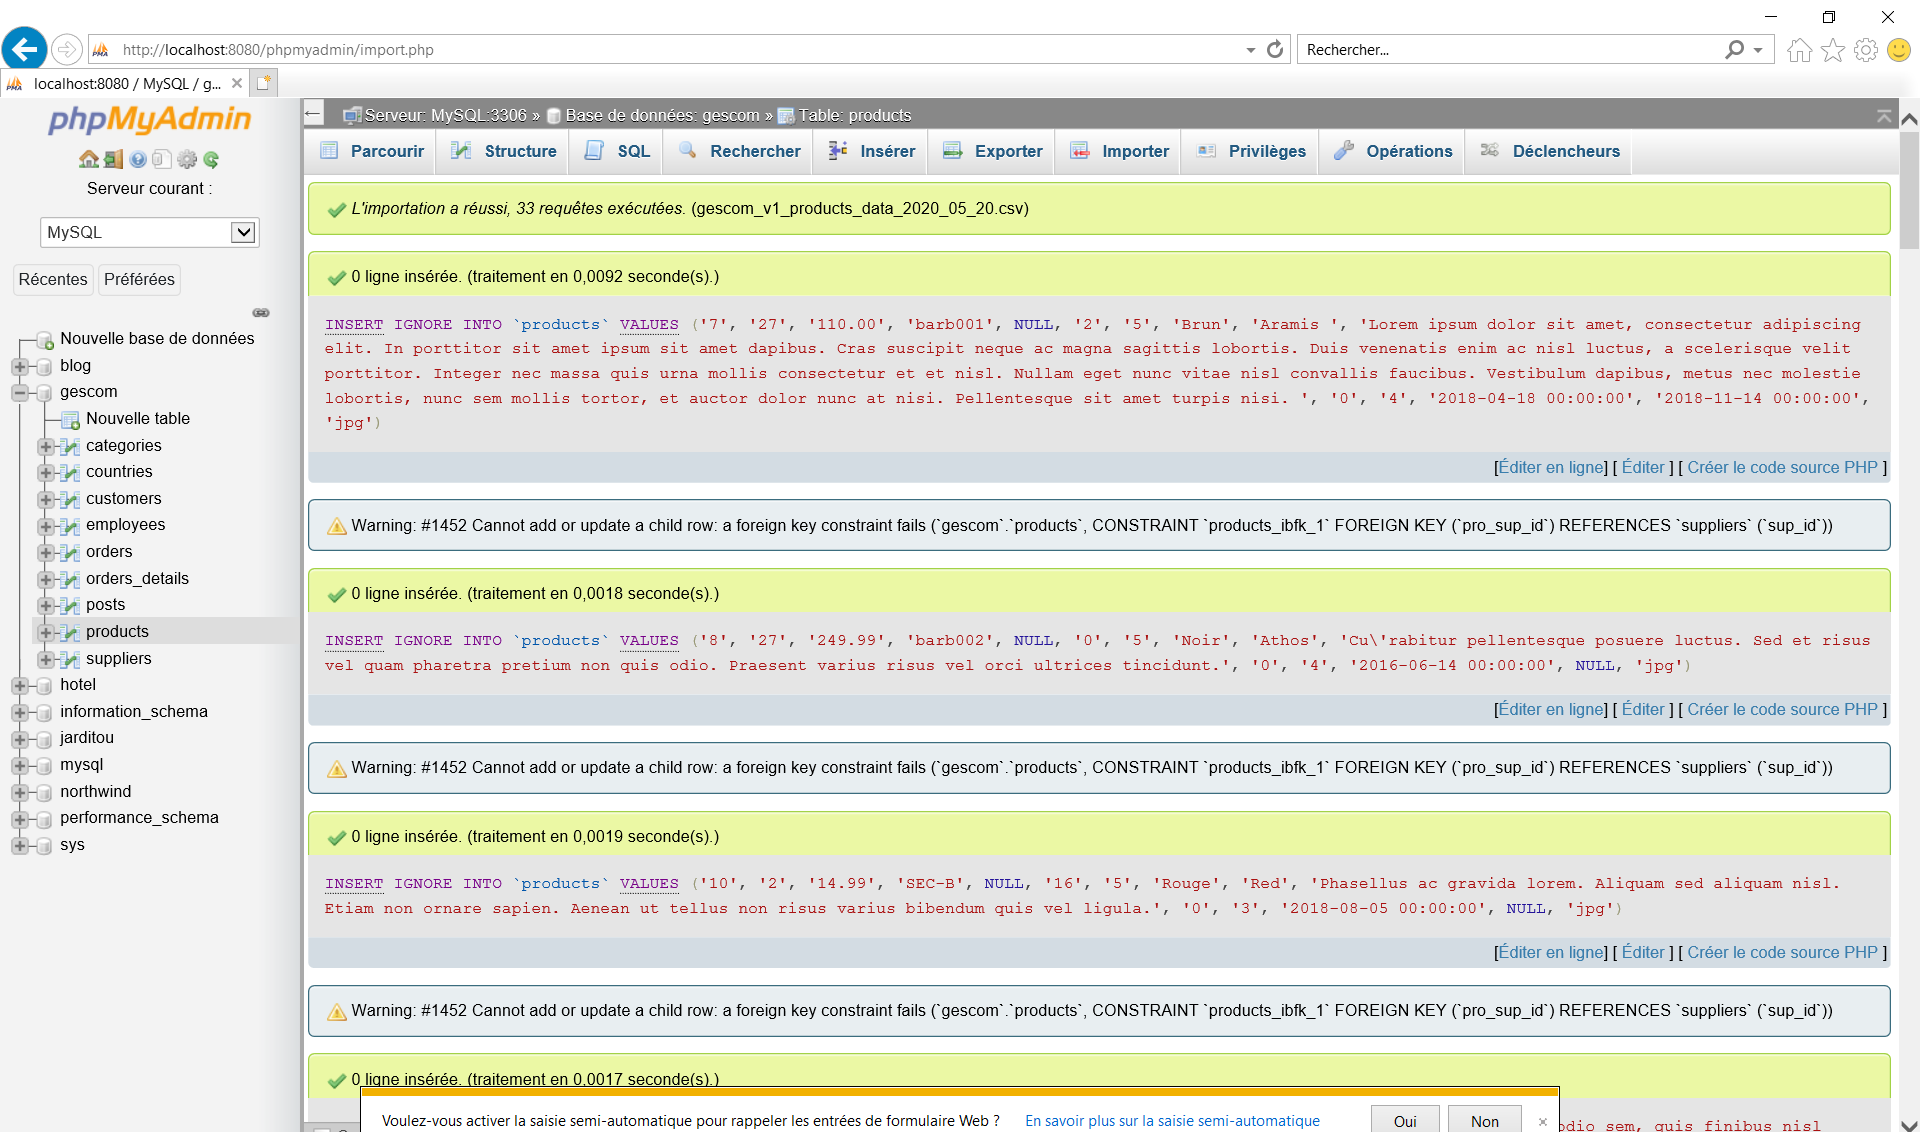 http://localhost:8080/phpmyadmin/import.php
Rechercher...
localhost:8080 / MySQL / g...
phpMyAdmin
Serveur courant :
MySQL
Récentes
Préférées
Nouvelle base de données
blog
gescom
Nouvelle table
categories
countries
customers
employees
orders
orders_details
posts
products
suppliers
hotel
information_schema
jarditou
mysql
northwind
performance_schema
sys
Serveur: MySQL:3306 » Base de données: gescom » Table: products
Parcourir Structure SQL Rechercher Insérer Exporter Importer Privilèges Opérations Déclencheurs
L'importation a réussi, 33 requêtes exécutées. (gescom_v1_products_data_2020_05_20.csv)
0 ligne insérée. (traitement en 0,0092 seconde(s).)
INSERT IGNORE INTO `products` VALUES ('7', '27', '110.00', 'barb001', NULL, '2', '5', 'Brun', 'Aramis ', 'Lorem ipsum dolor sit amet, consectetur adipiscing
elit. In porttitor sit amet ipsum sit amet dapibus. Cras suscipit neque ac magna sagittis lobortis. Duis venenatis enim ac nisl luctus, a scelerisque velit
porttitor. Integer nec massa quis urna mollis consectetur et et nisl. Nullam eget nunc vitae nisl convallis faucibus. Vestibulum dapibus, metus nec molestie
lobortis, nunc sem mollis tortor, et auctor dolor nunc at nisi. Pellentesque sit amet turpis nisi. ', '0', '4', '2018-04-18 00:00:00', '2018-11-14 00:00:00',
'jpg')
[Éditer en ligne] [ Éditer ] [ Créer le code source PHP ]
Warning: #1452 Cannot add or update a child row: a foreign key constraint fails (`gescom`.`products`, CONSTRAINT `products_ibfk_1` FOREIGN KEY (`pro_sup_id`) REFERENCES `suppliers` (`sup_id`))
0 ligne insérée. (traitement en 0,0018 seconde(s).)
INSERT IGNORE INTO `products` VALUES ('8', '27', '249.99', 'barb002', NULL, '0', '5', 'Noir', 'Athos', 'Cu\'rabitur pellentesque posuere luctus. Sed et risus
vel quam pharetra pretium non quis odio. Praesent varius risus vel orci ultrices tincidunt.', '0', '4', '2016-06-14 00:00:00', NULL, 'jpg')
[Éditer en ligne] [ Éditer ] [ Créer le code source PHP ]
Warning: #1452 Cannot add or update a child row: a foreign key constraint fails (`gescom`.`products`, CONSTRAINT `products_ibfk_1` FOREIGN KEY (`pro_sup_id`) REFERENCES `suppliers` (`sup_id`))
0 ligne insérée. (traitement en 0,0019 seconde(s).)
INSERT IGNORE INTO `products` VALUES ('10', '2', '14.99', 'SEC-B', NULL, '16', '5', 'Rouge', 'Red', 'Phasellus ac gravida lorem. Aliquam sed aliquam nisl.
Etiam non ornare sapien. Aenean ut tellus non risus varius bibendum quis vel ligula.', '0', '3', '2018-08-05 00:00:00', NULL, 'jpg')
[Éditer en ligne] [ Éditer ] [ Créer le code source PHP ]
Warning: #1452 Cannot add or update a child row: a foreign key constraint fails (`gescom`.`products`, CONSTRAINT `products_ibfk_1` FOREIGN KEY (`pro_sup_id`) REFERENCES `suppliers` (`sup_id`))
0 ligne insérée. (traitement en 0,0017 seconde(s).)
Voulez-vous activer la saisie semi-automatique pour rappeler les entrées de formulaire Web ? En savoir plus sur la saisie semi-automatique Oui Non
odio sem, quis finibus nisl